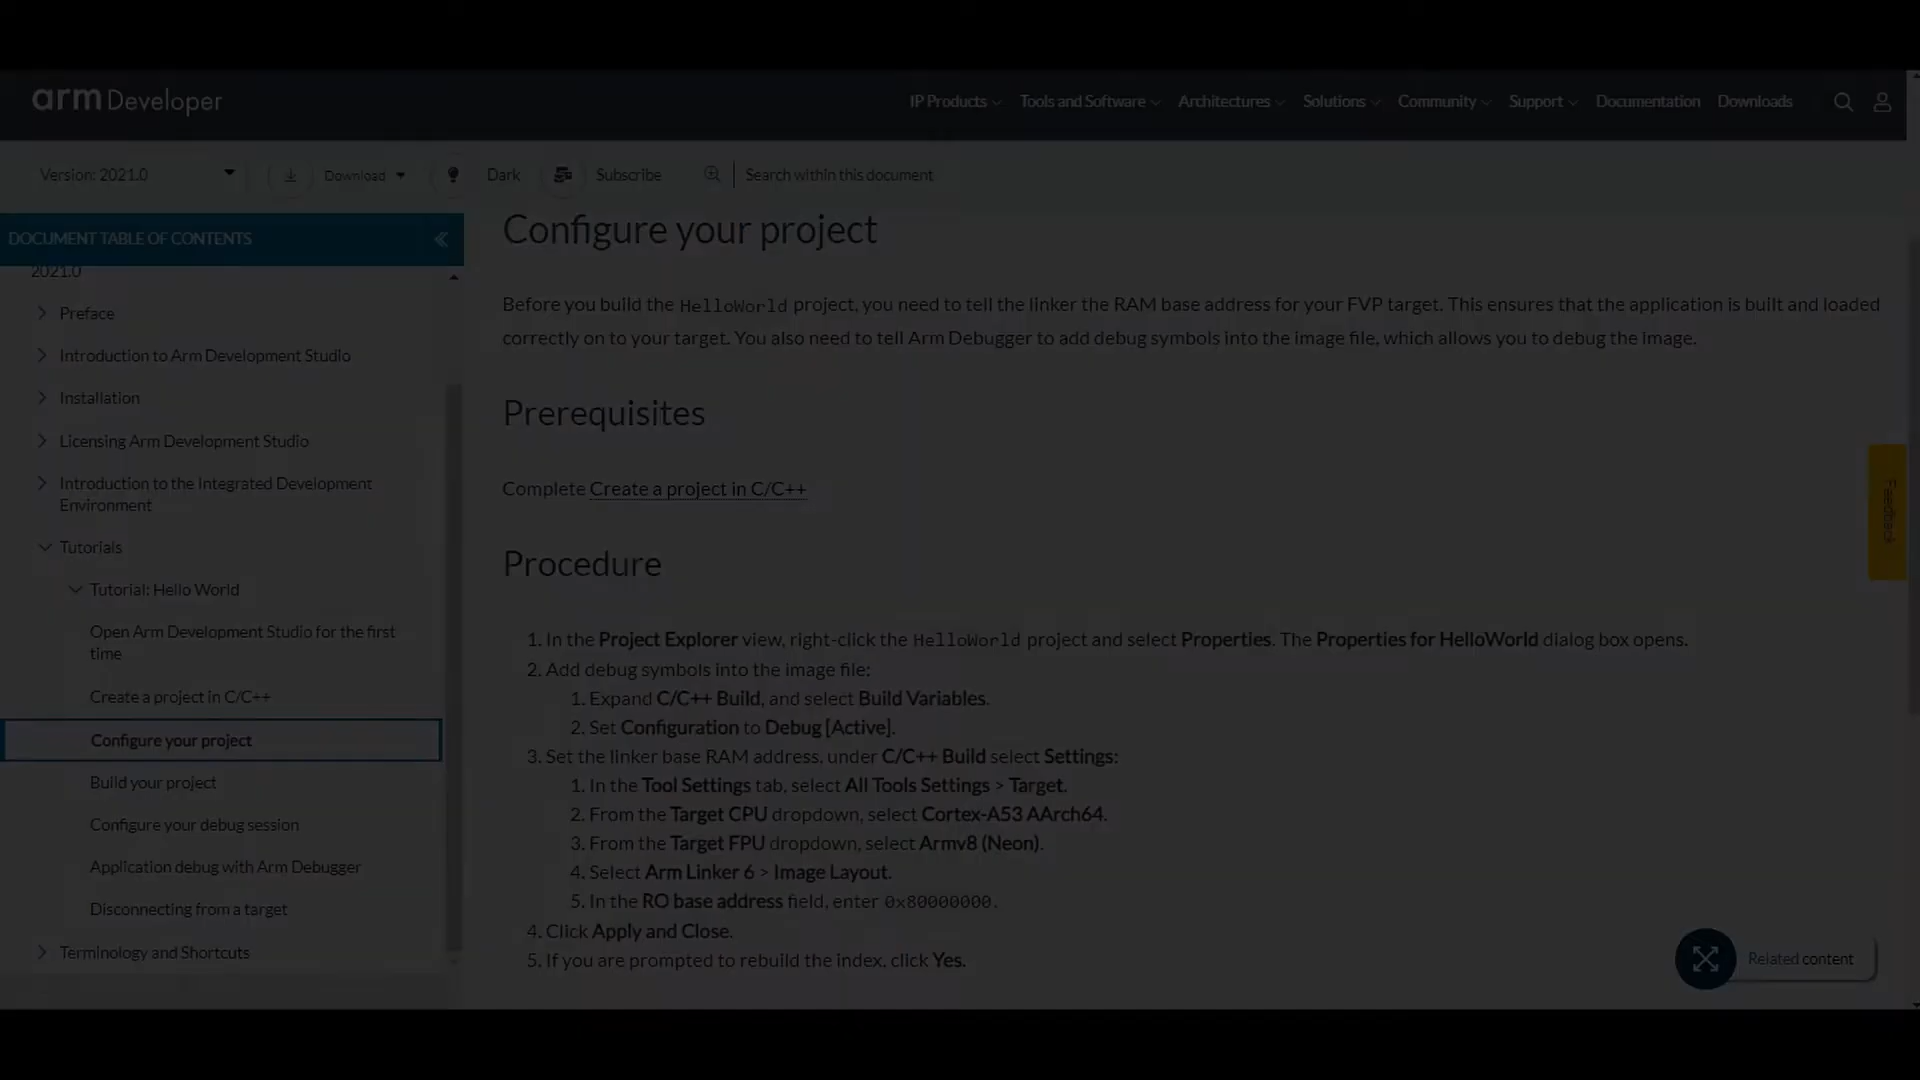 arm Developer
IP Products Tools and Software Architectures Solutions Community Support Documentation Downloads
Version: 2021.0 Download Dark Subscribe Search within this document
DOCUMENT TABLE OF CONTENTS
2021.0
Preface
Introduction to Arm Development Studio
Installation
Licensing Arm Development Studio
Introduction to the Integrated Development
Environment
Tutorials
Tutorial: Hello World
Open Arm Development Studio for the first
time
Create a project in C/C++
Configure your project
Build your project
Configure your debug session
Application debug with Arm Debugger
Disconnecting from a target
Terminology and Shortcuts
Configure your project
Before you build the HelloWorld project, you need to tell the linker the RAM base address for your FVP target. This ensures that the application is built and loaded
correctly on to your target. You also need to tell Arm Debugger to add debug symbols into the image file, which allows you to debug the image.
Prerequisites
Complete Create a project in C/C++
Procedure
1. In the Project Explorer view, right-click the HelloWorld project and select Properties. The Properties for HelloWorld dialog box opens.
2. Add debug symbols into the image file:
1. Expand C/C++ Build, and select Build Variables.
2. Set Configuration to Debug [Active].
3. Set the linker base RAM address, under C/C++ Build select Settings:
1. In the Tool Settings tab, select All Tools Settings > Target.
2. From the Target CPU dropdown, select Cortex-A53 AArch64.
3. From the Target FPU dropdown, select Armv8 (Neon).
4. Select Arm Linker 6 > Image Layout.
5. In the RO base address field, enter 0x80000000.
4. Click Apply and Close.
5. If you are prompted to rebuild the index, click Yes.
Feedback
Related content